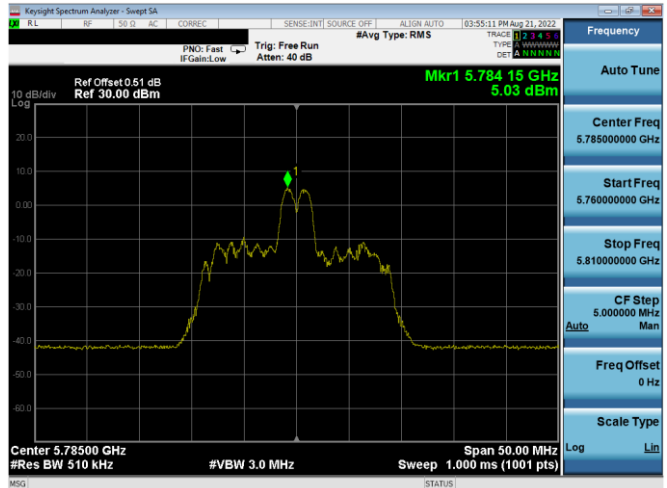 Keysight Spectrum Analyzer - Swept SA
RL RF 50 Ω AC CORREC SENSE:INT SOURCE OFF ALIGN AUTO 03:55:11 PM Aug 21, 2022
#Avg Type: RMS
TRACE 1 2 3 4 5 6
TYPE A WWWWW
DET A N N N N N
PNO: Fast
IFGain:Low
Trig: Free Run
Atten: 40 dB
Mkr1 5.784 15 GHz
5.03 dBm
Ref Offset 0.51 dB
Ref 30.00 dBm
10 dB/div
Log
20.0
10.0
0.00
-10.0
-20.0
-30.0
-40.0
-50.0
-60.0
1
Center 5.78500 GHz
#Res BW 510 kHz
#VBW 3.0 MHz
Span 50.00 MHz
Sweep 1.000 ms (1001 pts)
MSG
STATUS
Frequency
Auto Tune
Center Freq
5.785000000 GHz
Start Freq
5.760000000 GHz
Stop Freq
5.810000000 GHz
CF Step
5.000000 MHz
Auto Man
Freq Offset
0 Hz
Scale Type
Log Lin